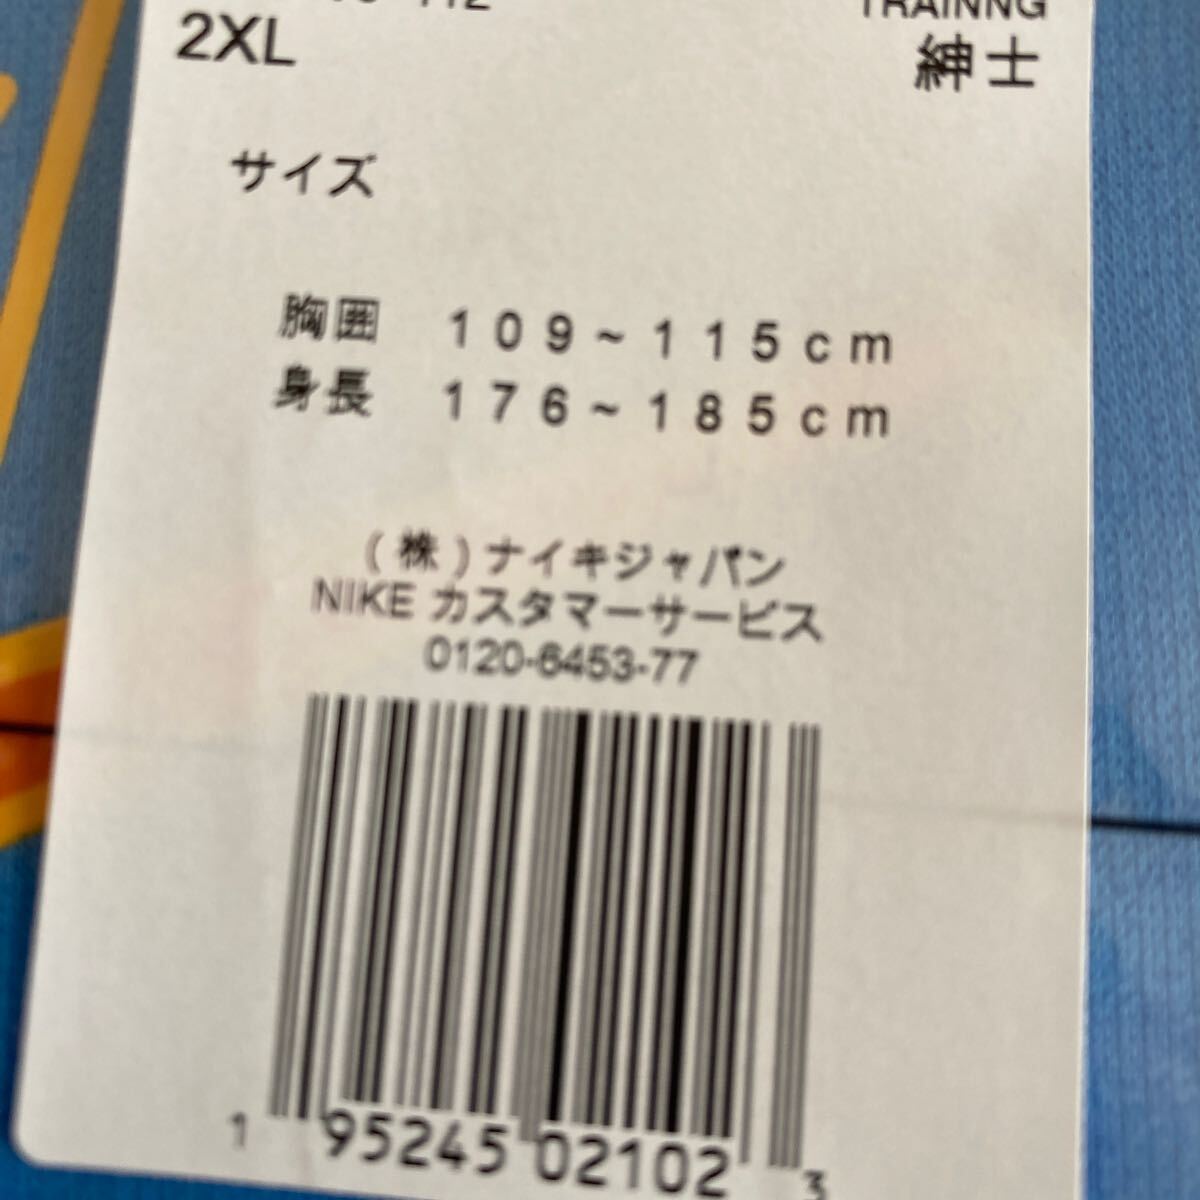 2XL
紳士
サイズ
胸囲 109~115cm
身長 176~185cm
(株)ナイキジャパン
NIKE カスタマーサービス
0120-6453-77
1 95245 02102 3